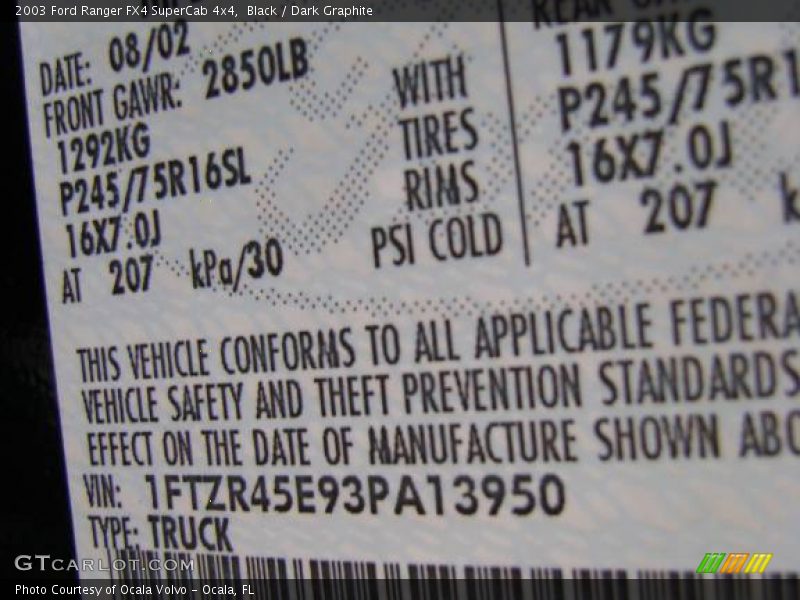 2003 Ford Ranger FX4 SuperCab 4x4, Black / Dark Graphite
DATE: 08/02
FRONT GAWR: 2850LB
1292KG
P245/75R16SL
16X7.0J
AT 207 kPa/30
WITH
TIRES
RIMS
PSI COLD
1179KG
P245/75R1
16X7.0J
AT 207 k
THIS VEHICLE CONFORMS TO ALL APPLICABLE FEDERA
VEHICLE SAFETY AND THEFT PREVENTION STANDARDS
EFFECT ON THE DATE OF MANUFACTURE SHOWN ABO
VIN: 1FTZR45E93PA13950
TYPE: TRUCK
GTcarlot.com
Photo Courtesy of Ocala Volvo - Ocala, FL